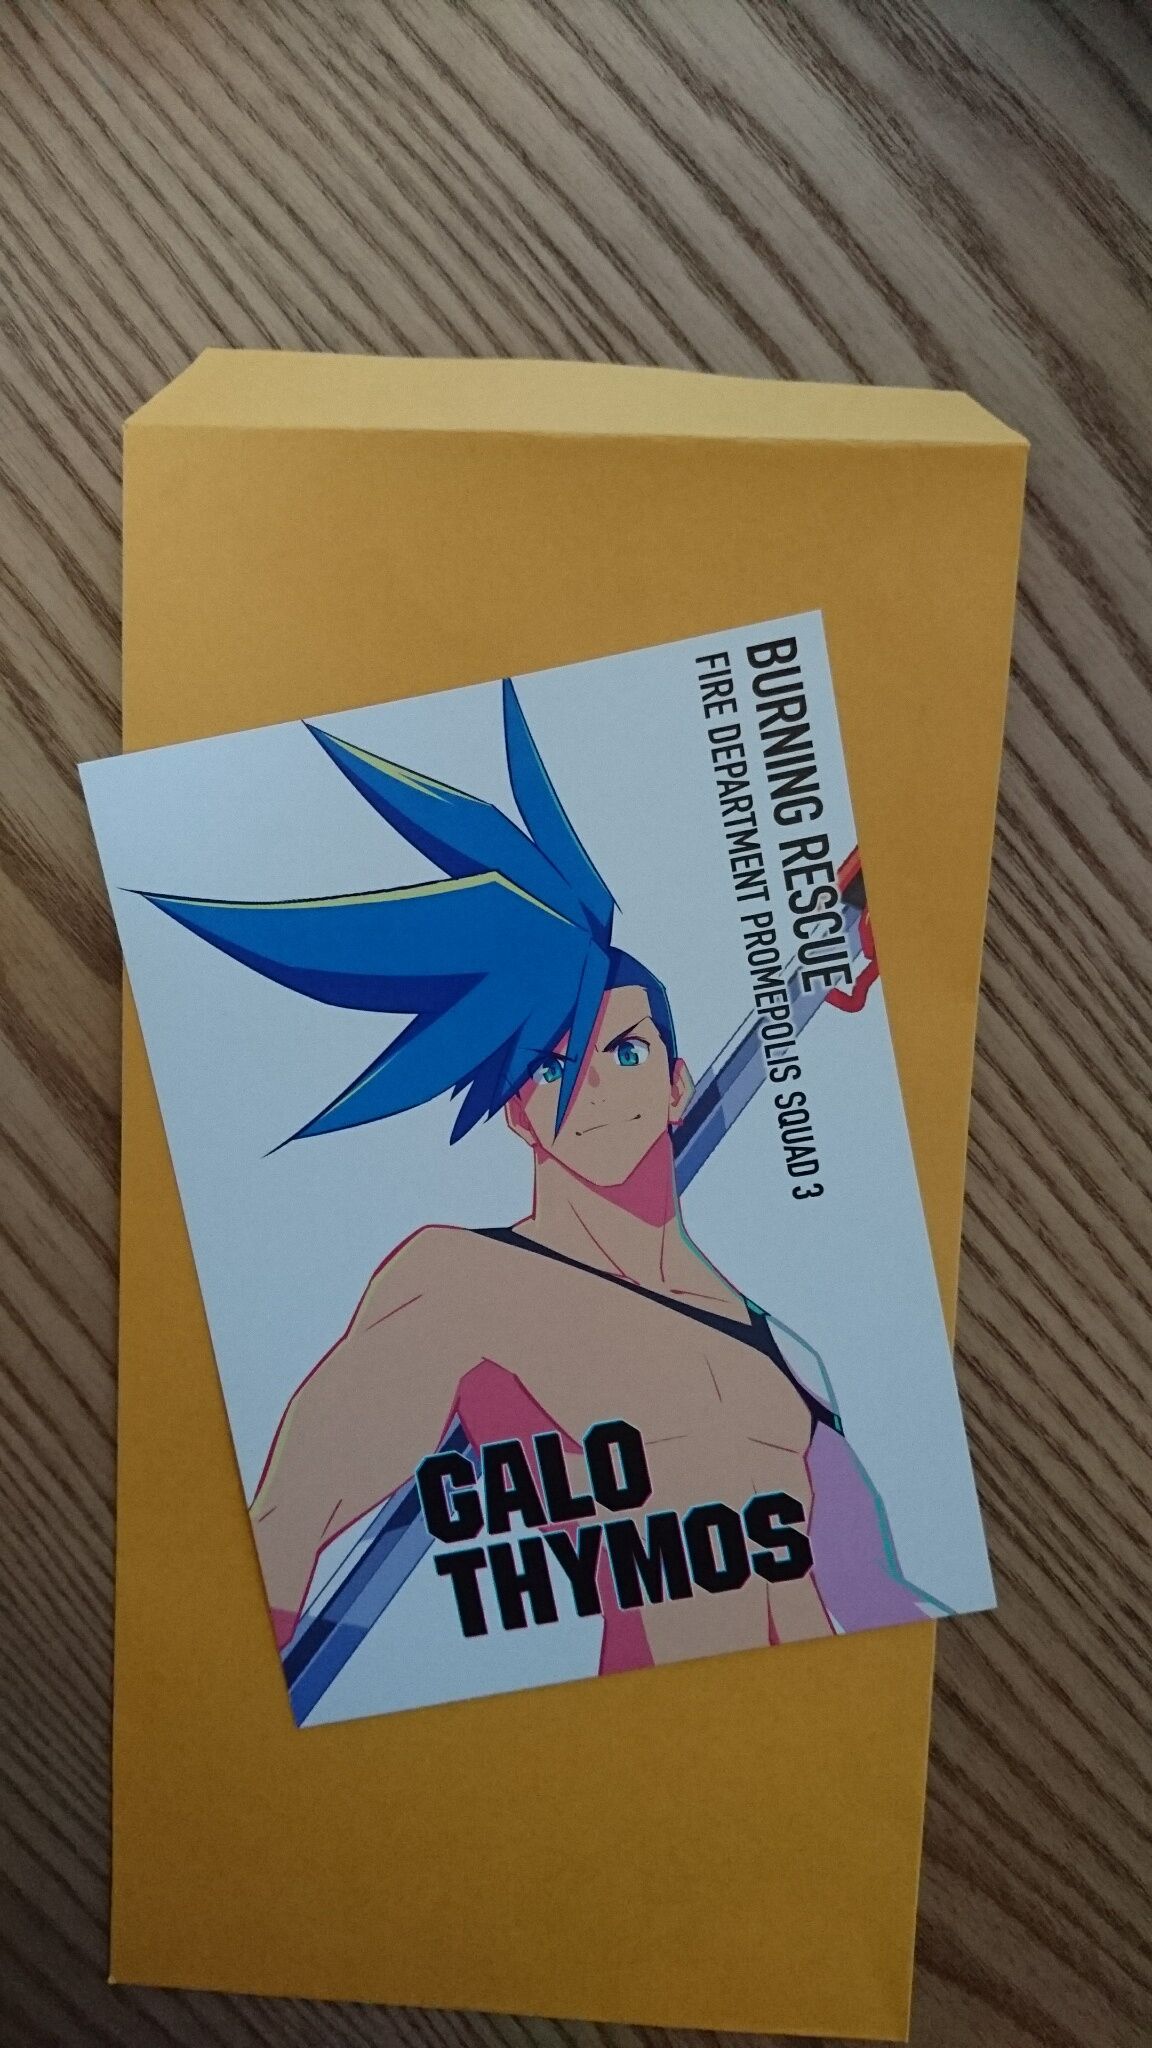 BURNING RESCUE
FIRE DEPARTMENT PROMEPOLIS SQUAD 3
GALO
THYMOS